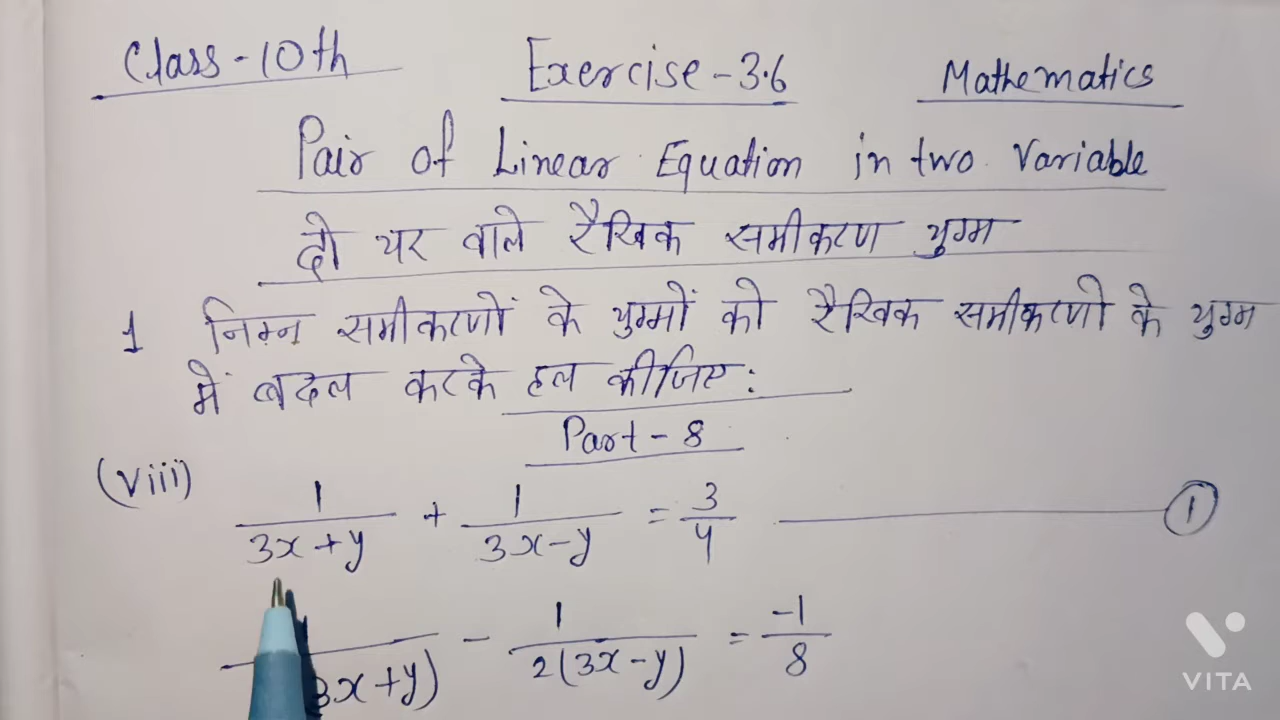 Class-10th Exercise-3.6 Mathematics
Pair of Linear Equation in two Variable
दो चर वाले रैखिक समीकरण युग्म
1 निम्न समीकरणों के युग्मों को रैखिक समीकरणो के युग्म
में बदल करके हल कीजिए:
Part-8
(viii) 1/(3x+y) + 1/(3x-y) = 3/4 ① 
3x+y) - 1/2(3x-y) = -1/8
VITA